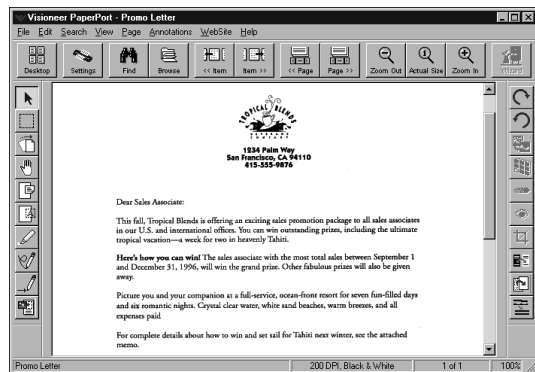 Visioneer PaperPort - Promo Letter
File Edit Search View Page Annotations WebSite Help
Desktop Settings Find Browse << Item Item >> << Page Page >> Zoom Out Actual Size Zoom In Wizard
TROPICAL BLENDS
1234 Palm Way
San Francisco, CA 94110
415-555-9876
Dear Sales Associate:
This fall, Tropical Blends is offering an exciting sales promotion package to all sales associates
in our U.S. and international offices. You can win outstanding prizes, including the ultimate
tropical vacation—a week for two in heavenly Tahiti.
Here's how you can win! The sales associate with the most total sales between September 1
and December 31, 1996, will win the grand prize. Other fabulous prizes will also be given
away.
Picture you and your companion at a full-service, ocean-front resort for seven fun-filled days
and six romantic nights. Crystal clear water, white sand beaches, warm breezes, and all
expenses paid
For complete details about how to win and set sail for Tahiti next winter, see the attached
memo.
Promo Letter 200 DPI, Black & White 1 of 1 100%